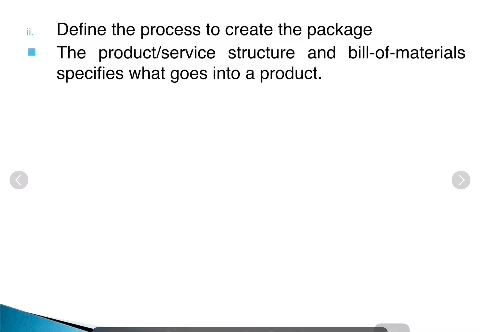 ii. Define the process to create the package
The product/service structure and bill-of-materials
specifies what goes into a product.